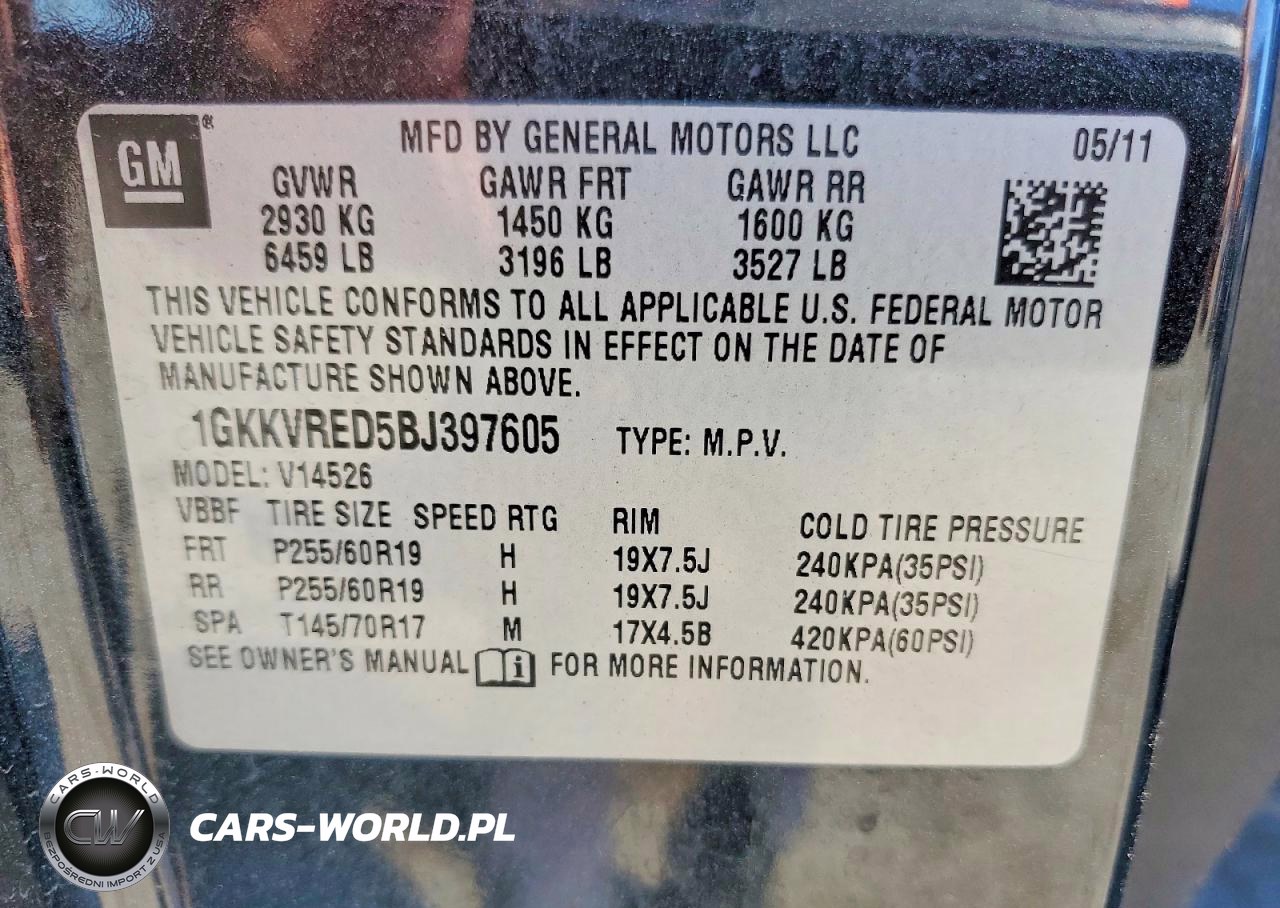 GM®
MFD BY GENERAL MOTORS LLC 05/11
GVWR GAWR FRT GAWR RR
2930 KG 1450 KG 1600 KG
6459 LB 3196 LB 3527 LB
THIS VEHICLE CONFORMS TO ALL APPLICABLE U.S. FEDERAL MOTOR
VEHICLE SAFETY STANDARDS IN EFFECT ON THE DATE OF
MANUFACTURE SHOWN ABOVE.
1GKKVRED5BJ397605 TYPE: M.P.V.
MODEL: V14526
VBBF TIRE SIZE SPEED RTG RIM COLD TIRE PRESSURE
FRT P255/60R19 H 19X7.5J 240KPA(35PSI)
RR P255/60R19 H 19X7.5J 240KPA(35PSI)
SPA T145/70R17 M 17X4.5B 420KPA(60PSI)
SEE OWNER'S MANUAL i FOR MORE INFORMATION.
CARS-WORLD
CW
BEZPOŚREDNI IMPORT Z USA
CARS-WORLD.PL